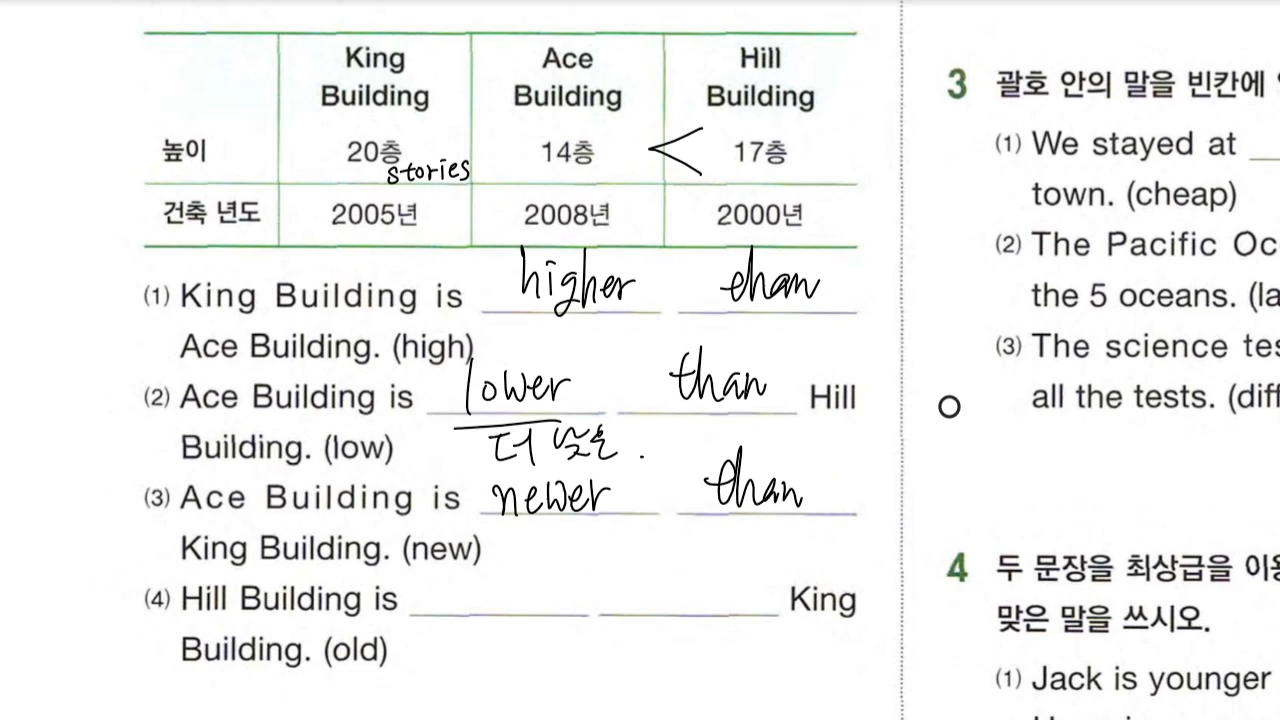 King Building
Ace Building
Hill Building
높이
20층
stories
14층
<
17층
건축 년도
2005년
2008년
2000년
(1) King Building is higher than
Ace Building. (high)
(2) Ace Building is lower than Hill
더 낮은.
Building. (low)
(3) Ace Building is newer than
King Building. (new)
(4) Hill Building is ____ ____ King
Building. (old)
3 괄호 안의 말을 빈칸에
(1) We stayed at
town. (cheap)
(2) The Pacific Oc
the 5 oceans. (la
(3) The science tes
all the tests. (diff
4 두 문장을 최상급을 이용
맞은 말을 쓰시오.
(1) Jack is younger